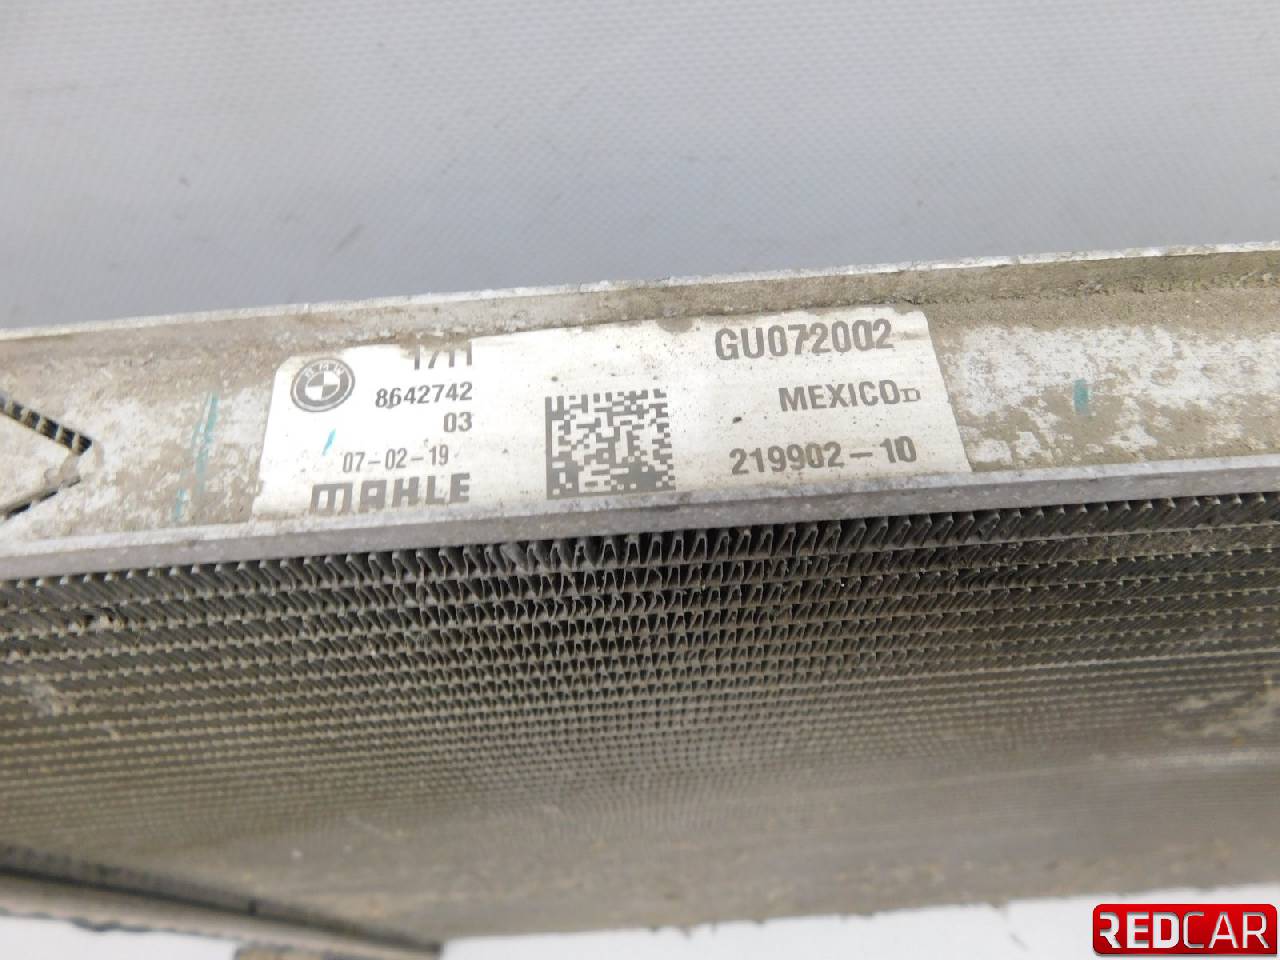 1711
8642742
03
07-02-19
MAHLE
GU072002
MEXICO D
219902-10
REDCAR